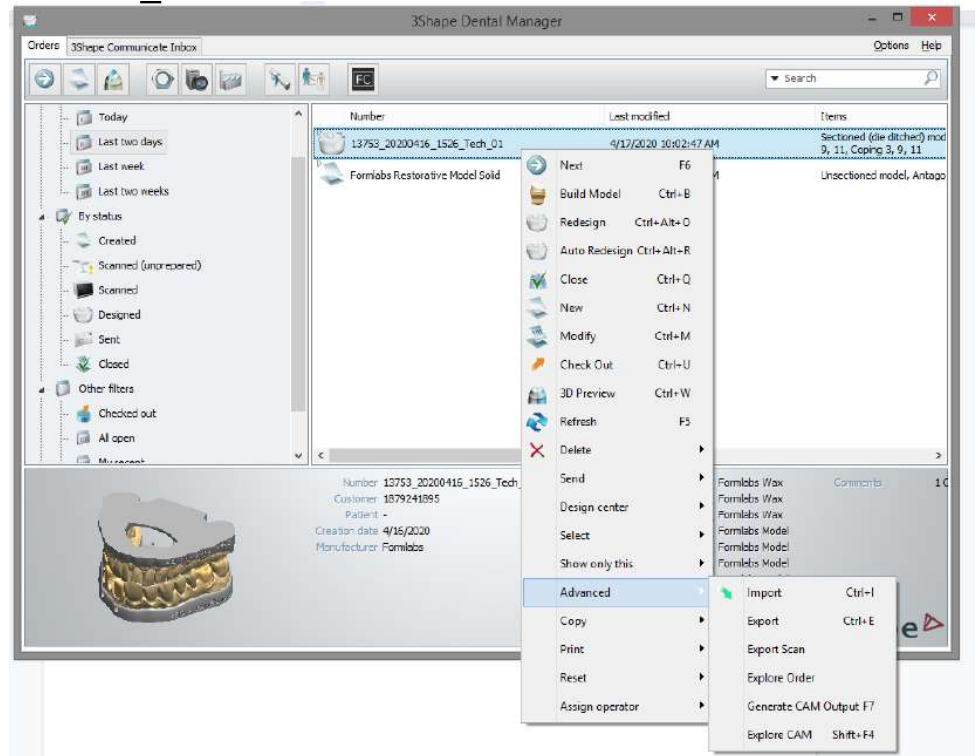 3Shape Dental Manager
Orders 3Shape Communicate Inbox Options Help
FC Search
Today
Last two days
Last week
Last two weeks
By status
Created
Scanned (unprepared)
Scanned
Designed
Sent
Closed
Other filters
Checked out
All open
My recent
Number Last modified Items
13753_20200416_1526_Tech_01 4/17/2020 10:02:47 AM Sectioned (die ditched) mod
9, 11, Coping 3, 9, 11
Formlabs Restorative Model Solid Unsectioned model, Antago
Next F6
Build Model Ctrl+B
Redesign Ctrl+Alt+O
Auto Redesign Ctrl+Alt+R
Close Ctrl+Q
New Ctrl+N
Modify Ctrl+M
Check Out Ctrl+U
3D Preview Ctrl+W
Refresh F5
Delete
Send
Design center
Select
Show only this
Advanced
Copy
Print
Reset
Assign operator
Import Ctrl+I
Export Ctrl+E
Export Scan
Explore Order
Generate CAM Output F7
Explore CAM Shift+F4
Number 13753_20200416_1526_Tech_
Customer 1879241895
Patient -
Creation date 4/16/2020
Manufacturer Formlabs
Formlabs Wax
Formlabs Wax
Formlabs Wax
Formlabs Model
Formlabs Model
Formlabs Model
Comments